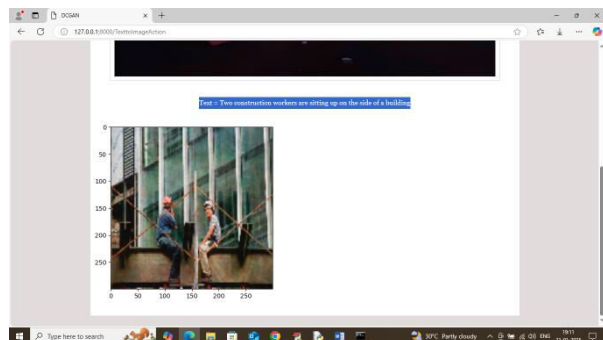 DCGAN
127.0.0.1:8000/TexttoImageAction
Text = Two construction workers are sitting up on the side of a building
0
50
100
150
200
250
0 50 100 150 200 250
Type here to search
30°C Partly cloudy
ENG
19:11